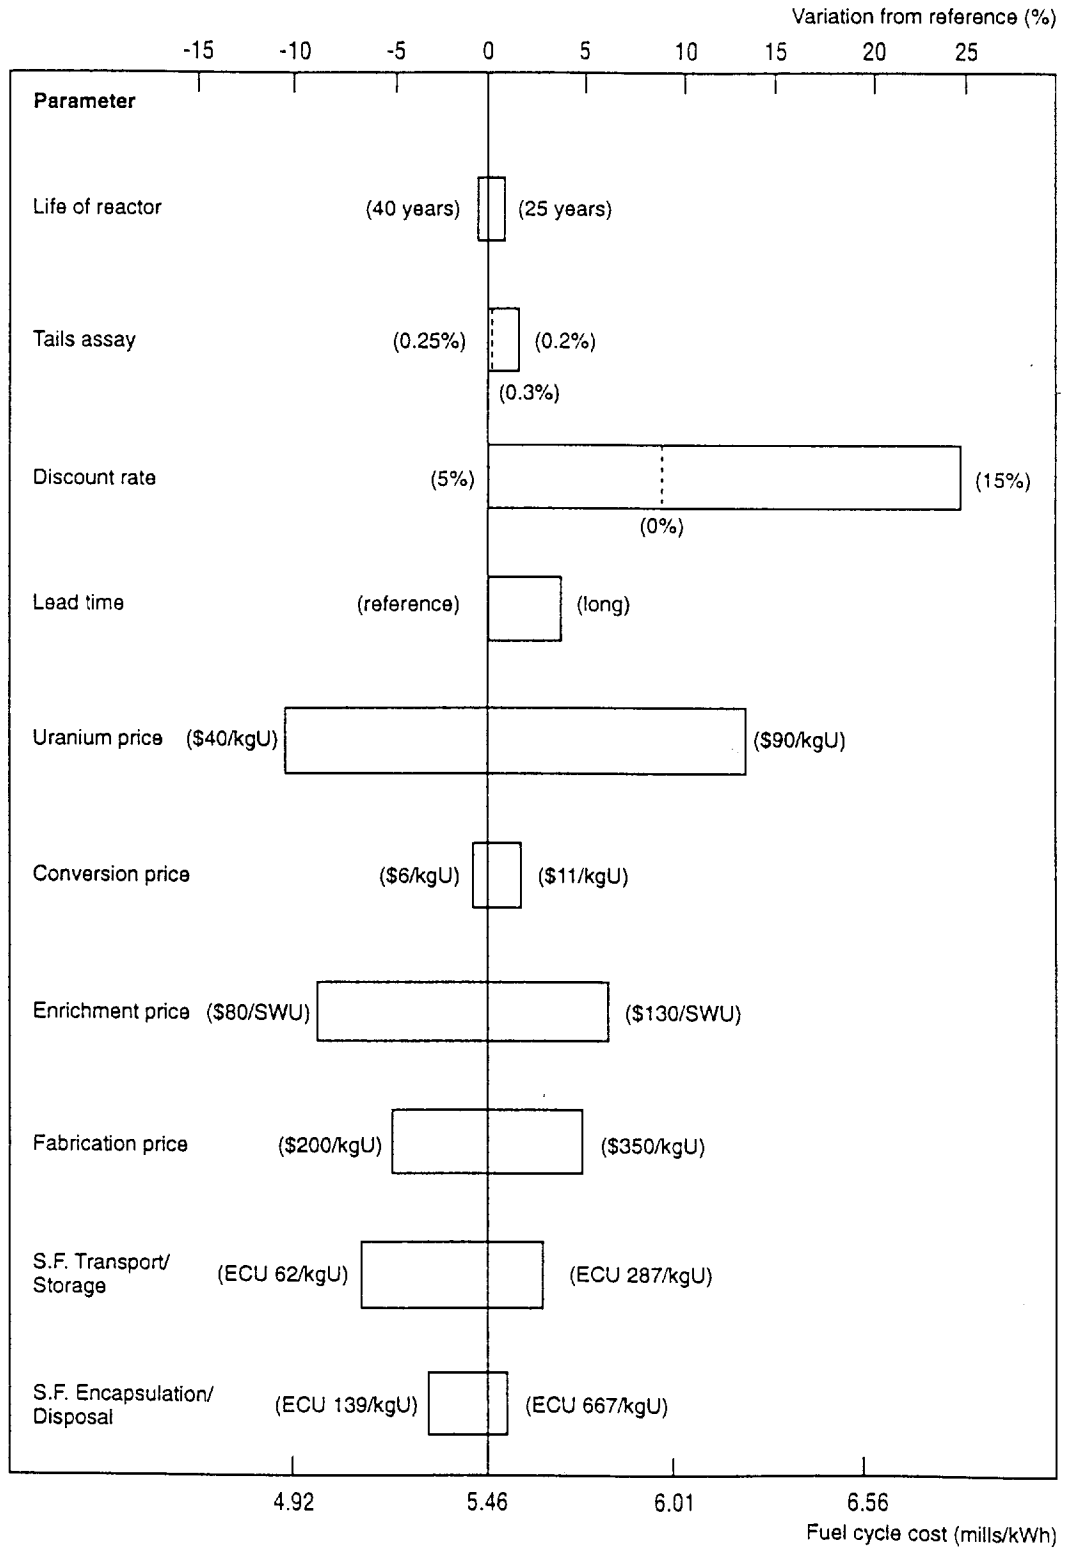 Variation from reference (%)
-15 -10 -5 0 5 10 15 20 25
Parameter
Life of reactor (40 years) (25 years)
Tails assay (0.25%) (0.2%)
(0.3%)
Discount rate (5%) (15%)
(0%)
Lead time (reference) (long)
Uranium price ($40/kgU) ($90/kgU)
Conversion price ($6/kgU) ($11/kgU)
Enrichment price ($80/SWU) ($130/SWU)
Fabrication price ($200/kgU) ($350/kgU)
S.F. Transport/
Storage (ECU 62/kgU) (ECU 287/kgU)
S.F. Encapsulation/
Disposal (ECU 139/kgU) (ECU 667/kgU)
4.92 5.46 6.01 6.56
Fuel cycle cost (mills/kWh)